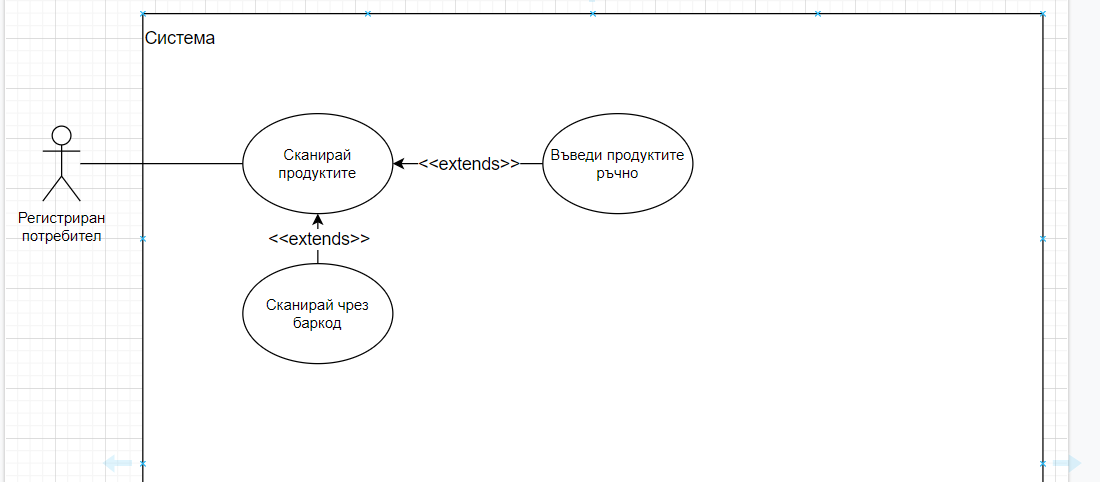 Система
Сканирай
продуктите
<<extends>>
Въведи продуктите
ръчно
Регистриран
потребител
<<extends>>
Сканирай чрез
баркод